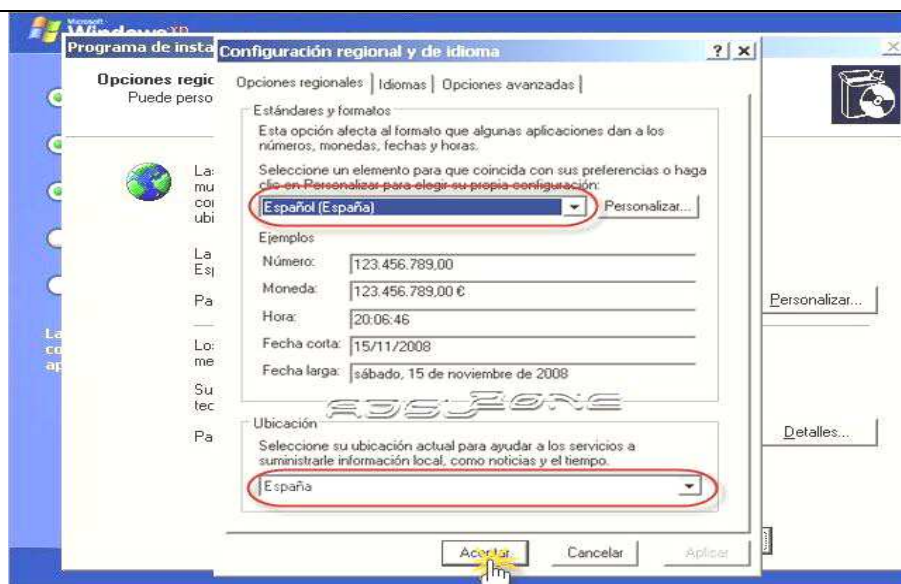 Microsoft
Windows XP
Programa de insta
Configuración regional y de idioma
Opciones regic
Puede perso
Opciones regionales
Idiomas
Opciones avanzadas
Estándares y formatos
Esta opción afecta al formato que algunas aplicaciones dan a los
números, monedas, fechas y horas.
Seleccione un elemento para que coincida con sus preferencias o haga
clic en Personalizar para elegir su propia configuración:
Español (España)
Personalizar...
Ejemplos
Número: 123.456.789,00
Moneda: 123.456.789,00 €
Hora: 20:06:46
Fecha corta: 15/11/2008
Fecha larga: sábado, 15 de noviembre de 2008
ADSLZONE
Ubicación
Seleccione su ubicación actual para ayudar a los servicios a
suministrarle información local, como noticias y el tiempo.
España
Aceptar
Cancelar
Aplicar
mu
ubi
La
Pa
Personalizar...
me
Su
tec
Pa
Detalles...